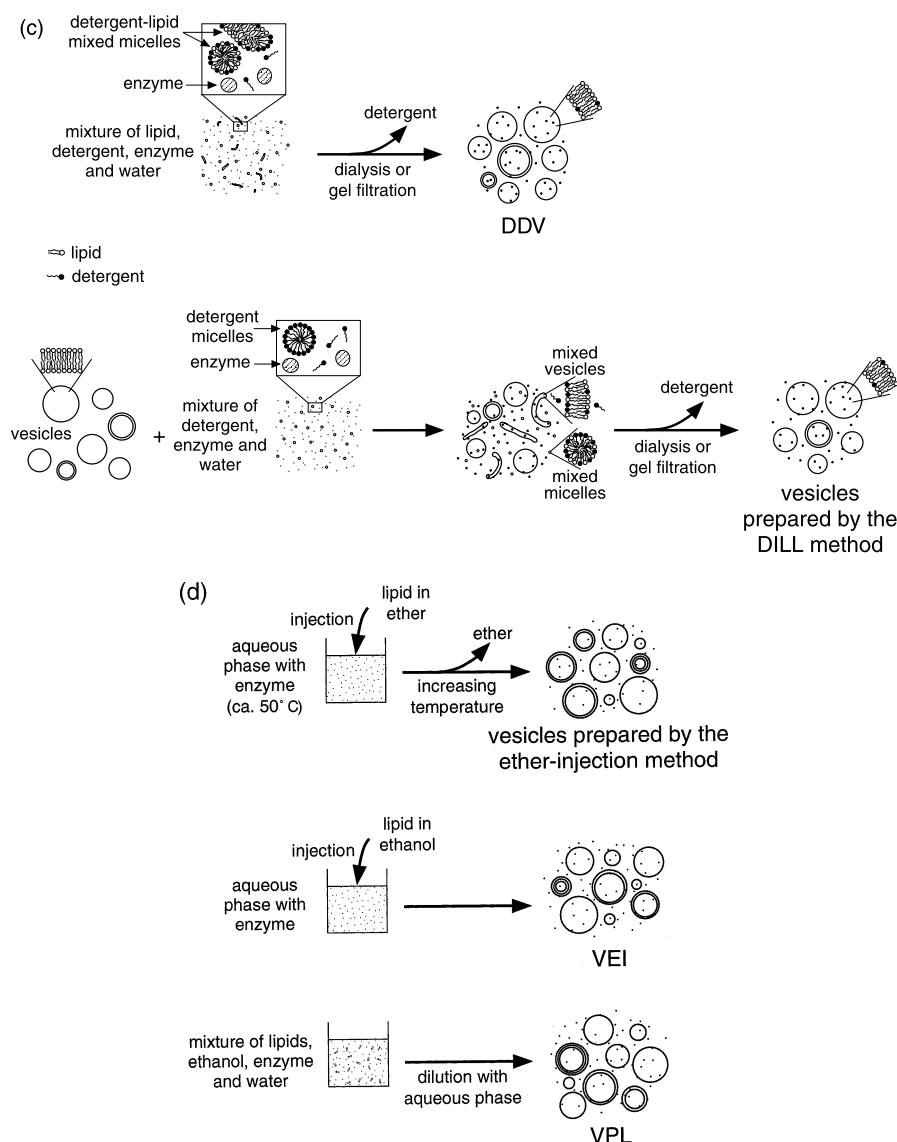 (c)
detergent-lipid
mixed micelles
enzyme
mixture of lipid,
detergent, enzyme
and water
detergent
dialysis or
gel filtration
DDV
lipid
detergent
detergent
micelles
enzyme
vesicles
+
mixture of
detergent,
enzyme and
water
mixed
vesicles
mixed
micelles
detergent
dialysis or
gel filtration
vesicles
prepared by the
DILL method
(d)
lipid in
ether
injection
aqueous
phase with
enzyme
(ca. 50°C)
ether
increasing
temperature
vesicles prepared by the
ether-injection method
lipid in
ethanol
injection
aqueous
phase with
enzyme
VEI
mixture of lipids,
ethanol, enzyme
and water
dilution with
aqueous phase
VPL